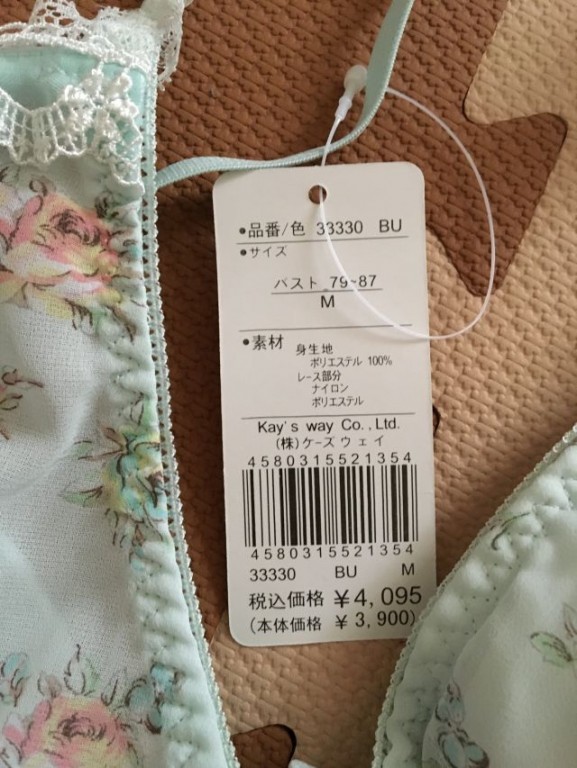 ●品番/色 33330 BU
●サイズ
バスト 79~87
M
●素材
身生地
ポリエステル 100%
レース部分
ナイロン
ポリエステル
Kay's way Co.,Ltd.
(株)ケーズウェイ
4580315521354
4580315521354
33330 BU M
税込価格 ¥4,095
(本体価格 ¥3,900)